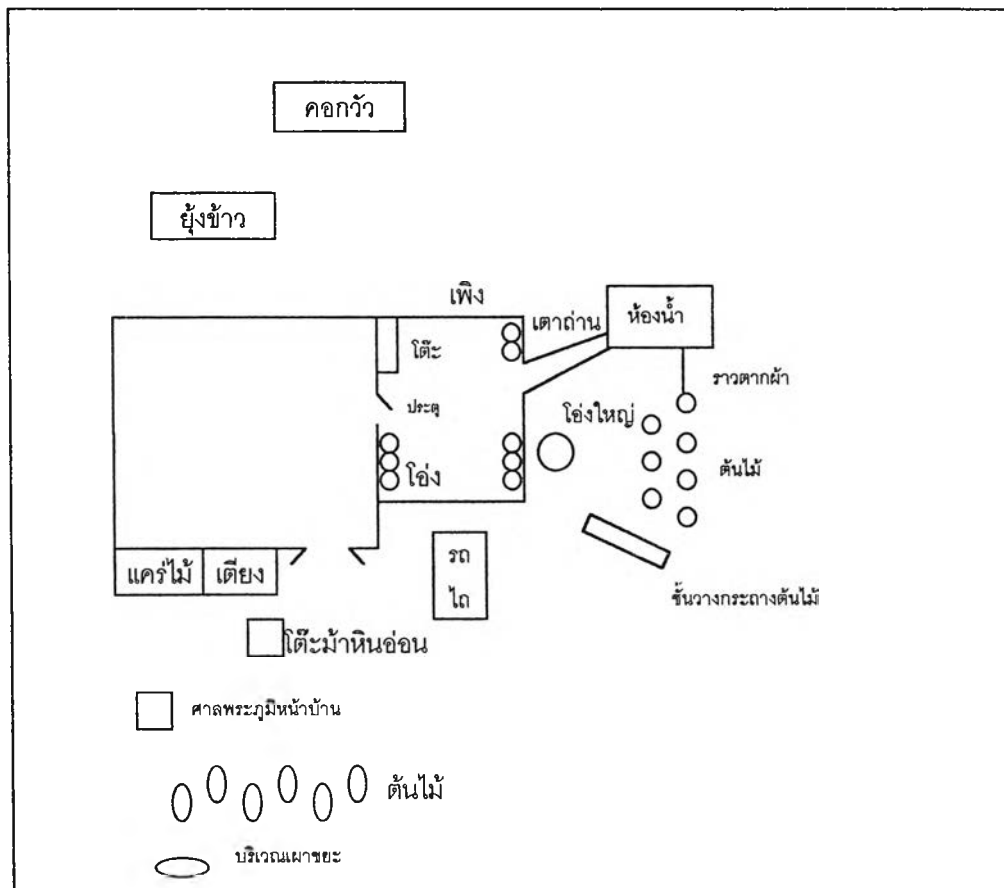 คอกวัว
ยุ้งข้าว
เพิง
เตาถ่าน
ห้องน้ำ
โต๊ะ
ราวตากผ้า
ประตู
โอ่งใหญ่
โอ่ง
ต้นไม้
รถ
ไถ
แคร่ไม้
เตียง
ชั้นวางกระถางต้นไม้
โต๊ะม้าหินอ่อน
ศาลพระภูมิหน้าบ้าน
ต้นไม้
บริเวณเผาขยะ